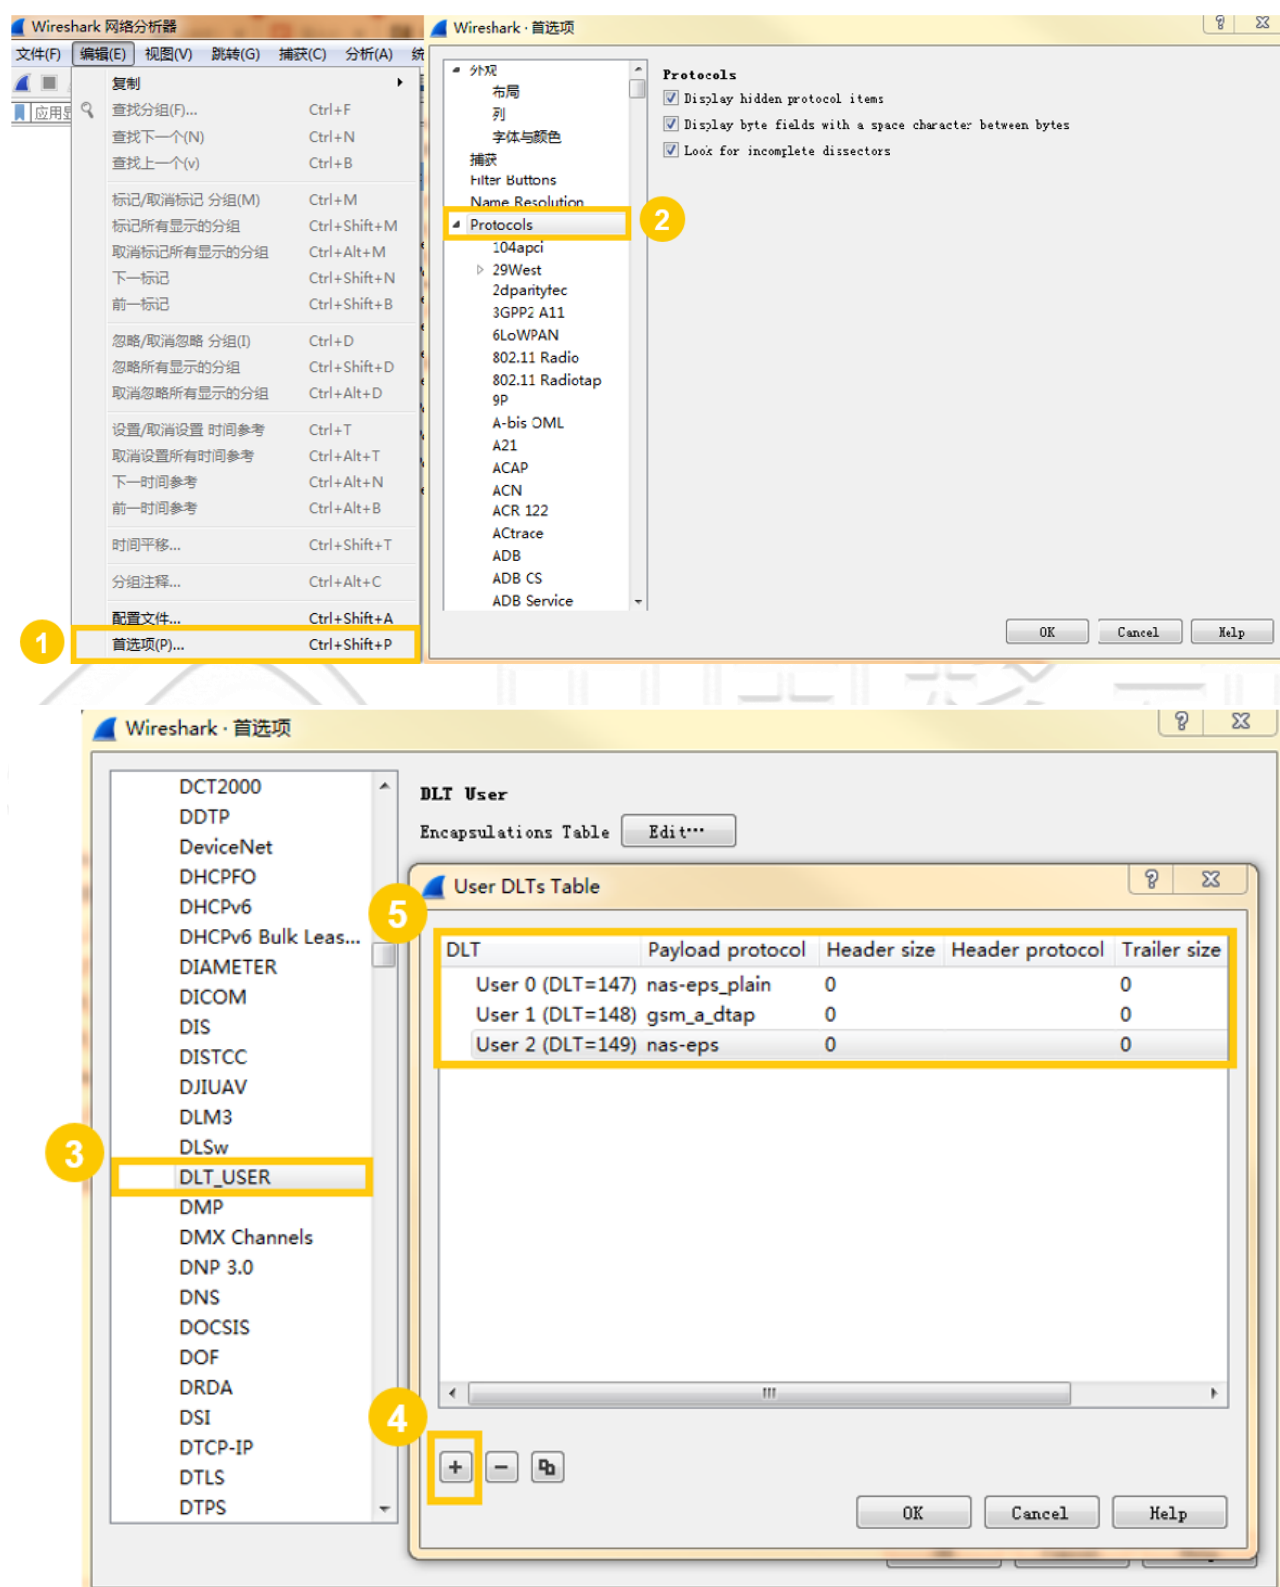 Wireshark 网络分析器
文件(F) 编辑(E) 视图(V) 跳转(G) 捕获(C) 分析(A) 统
应用显
复制
查找分组(F)... Ctrl+F
查找下一个(N) Ctrl+N
查找上一个(v) Ctrl+B
标记/取消标记 分组(M) Ctrl+M
标记所有显示的分组 Ctrl+Shift+M
取消标记所有显示的分组 Ctrl+Alt+M
下一标记 Ctrl+Shift+N
前一标记 Ctrl+Shift+B
忽略/取消忽略 分组(I) Ctrl+D
忽略所有显示的分组 Ctrl+Shift+D
取消忽略所有显示的分组 Ctrl+Alt+D
设置/取消设置 时间参考 Ctrl+T
取消设置所有时间参考 Ctrl+Alt+T
下一时间参考 Ctrl+Alt+N
前一时间参考 Ctrl+Alt+B
时间平移... Ctrl+Shift+T
分组注释... Ctrl+Alt+C
配置文件... Ctrl+Shift+A
1 首选项(P)... Ctrl+Shift+P
Wireshark · 首选项
外观
布局
列
字体与颜色
捕获
Filter Buttons
Name Resolution
Protocols
2
104apci
29West
2dparityfec
3GPP2 A11
6LoWPAN
802.11 Radio
802.11 Radiotap
9P
A-bis OML
A21
ACAP
ACN
ACR 122
ACtrace
ADB
ADB CS
ADB Service
Protocols
Display hidden protocol items
Display byte fields with a space character between bytes
Look for incomplete dissectors
OK Cancel Help
Wireshark · 首选项
DCT2000
DDTP
DeviceNet
DHCPFO
DHCPv6
DHCPv6 Bulk Leas...
DIAMETER
DICOM
DIS
DISTCC
DJIUAV
DLM3
DLSw
3
DLT_USER
DMP
DMX Channels
DNP 3.0
DNS
DOCSIS
DOF
DRDA
DSI
DTCP-IP
DTLS
DTPS
DLT User
Encapsulations Table Edit...
User DLTs Table
5
DLT Payload protocol Header size Header protocol Trailer size
User 0 (DLT=147) nas-eps_plain 0 0
User 1 (DLT=148) gsm_a_dtap 0 0
User 2 (DLT=149) nas-eps 0 0
4
OK Cancel Help